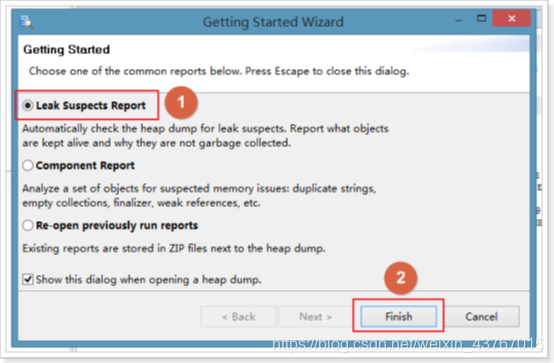 Getting Started Wizard
Getting Started
Choose one of the common reports below. Press Escape to close this dialog.
Leak Suspects Report
1
Automatically check the heap dump for leak suspects. Report what objects
are kept alive and why they are not garbage collected.
Component Report
Analyze a set of objects for suspected memory issues: duplicate strings,
empty collections, finalizer, weak references, etc.
Re-open previously run reports
Existing reports are stored in ZIP files next to the heap dump.
Show this dialog when opening a heap dump.
2
< Back Next > Finish Cancel
https://blog.csdn.net/weixin_43767015